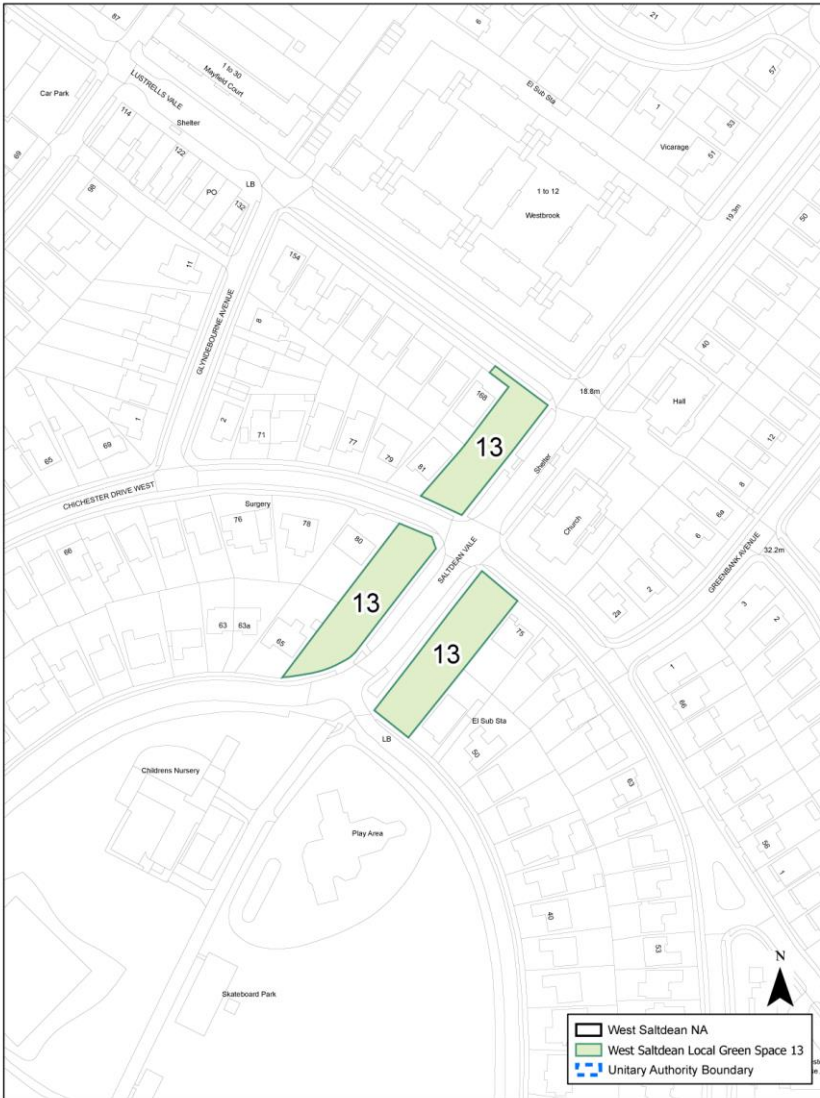 87
6
21
1 to 30
Mayfield Court
LUSTRELLS VALE
Car Park
El Sub Sta
57
1
53
Shelter
114
Vicarage
51
122
69
LB
1 to 12
PO
98
Westbrook
19.3m
50
132
154
11
GLYNDEBOURNE AVENUE
8
40
18.8m
168
Hall
1
2
71
77
13
12
69
79
65
81
Shelter
8
CHICHESTER DRIVE WEST
Surgery
6a
76
78
Church
6
80
SALTDEAN VALE
32.2m
66
GREENBANK AVENUE
2
3
13
2a
2
63
63a
75
65
13
1
66
El Sub Sta
LB
50
Childrens Nursery
63
Play Area
56
1
40
53
N
Skateboard Park
West Saltdean NA
West Saltdean Local Green Space 13
Unitary Authority Boundary